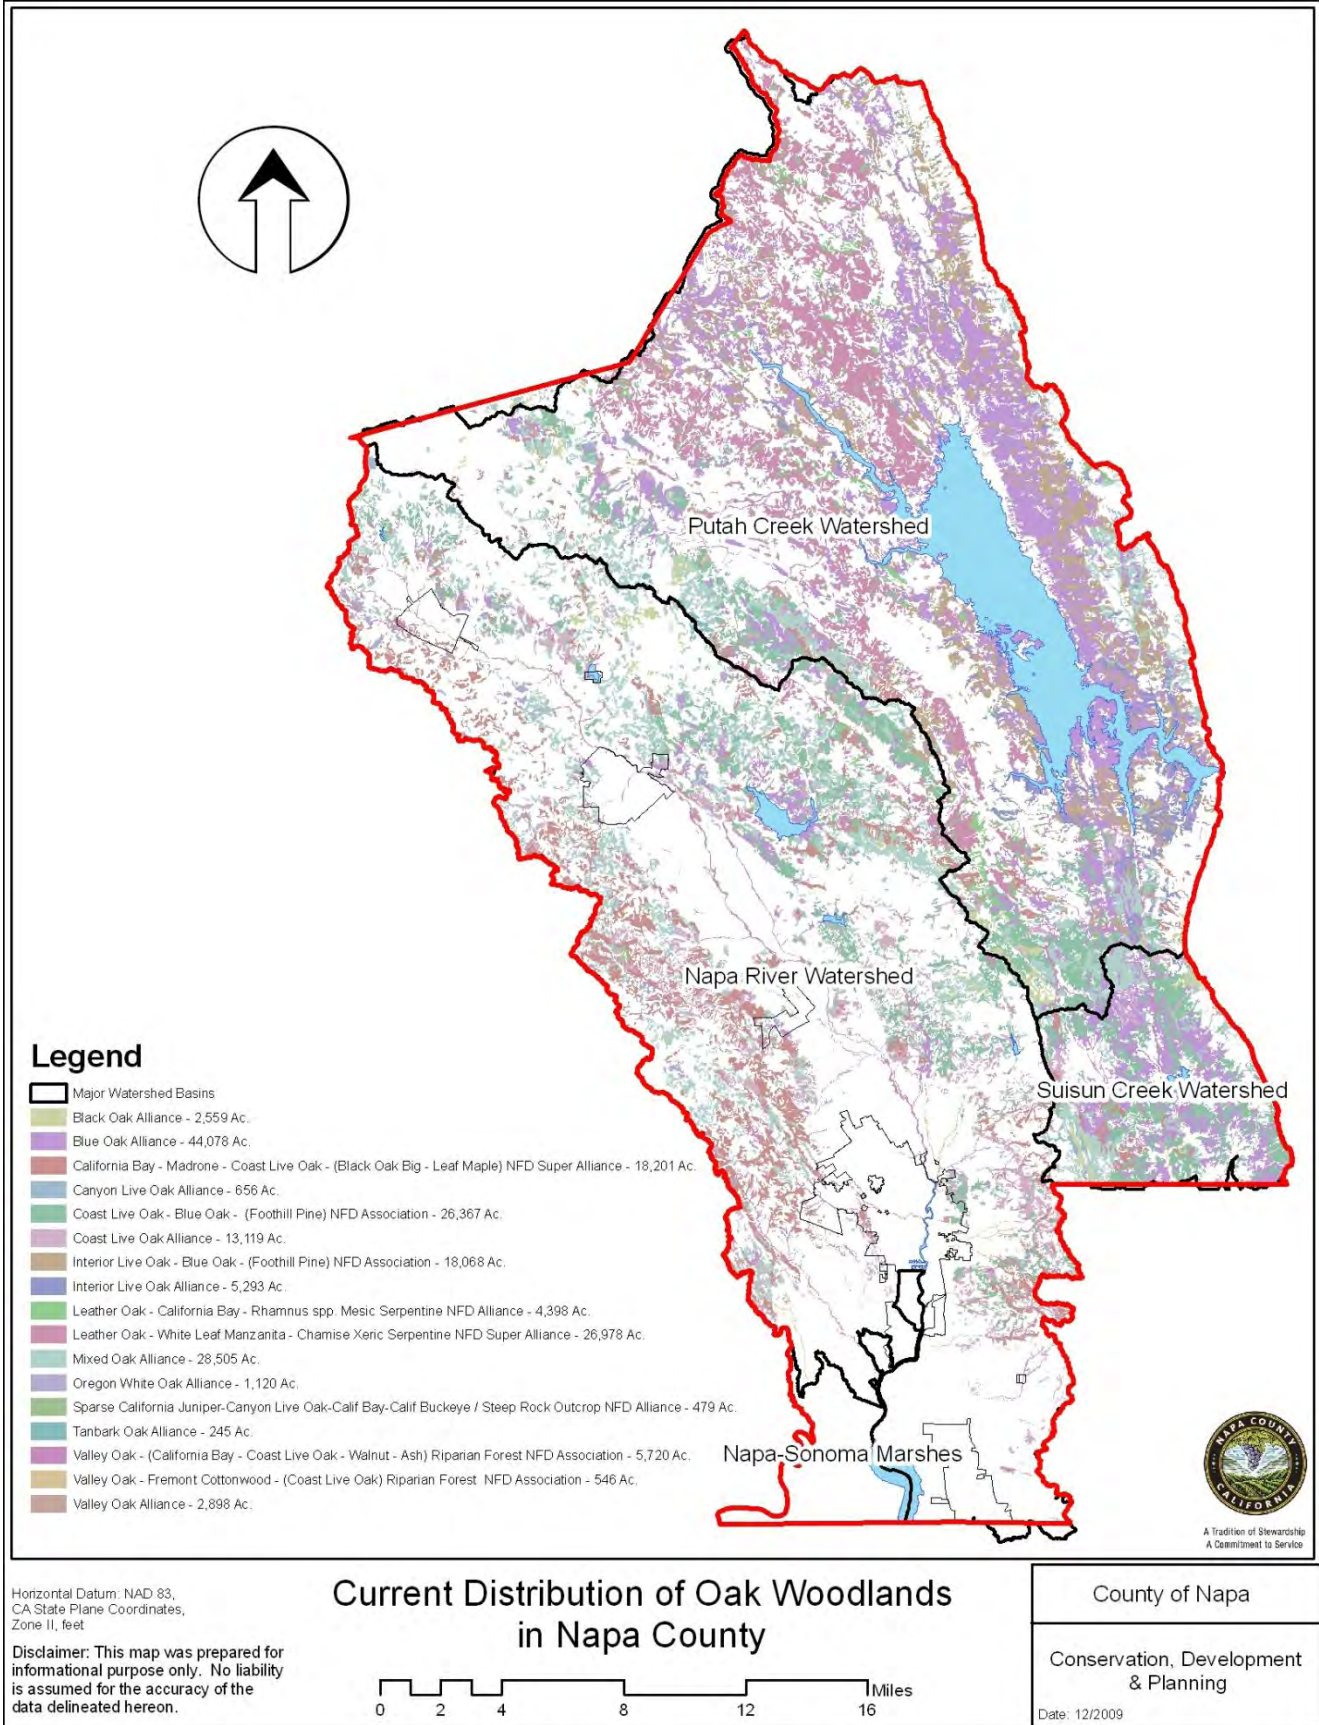 Putah Creek Watershed
Napa River Watershed
Suisun Creek Watershed
Napa-Sonoma Marshes
Legend
Major Watershed Basins
Black Oak Alliance - 2,559 Ac.
Blue Oak Alliance - 44,078 Ac.
California Bay - Madrone - Coast Live Oak - (Black Oak Big - Leaf Maple) NFD Super Alliance - 18,201 Ac.
Canyon Live Oak Alliance - 656 Ac.
Coast Live Oak - Blue Oak - (Foothill Pine) NFD Association - 26,367 Ac.
Coast Live Oak Alliance - 13,119 Ac.
Interior Live Oak - Blue Oak - (Foothill Pine) NFD Association - 18,068 Ac.
Interior Live Oak Alliance - 5,293 Ac.
Leather Oak - California Bay - Rhamnus spp. Mesic Serpentine NFD Alliance - 4,398 Ac.
Leather Oak - White Leaf Manzanita - Chamise Xeric Serpentine NFD Super Alliance - 26,978 Ac.
Mixed Oak Alliance - 28,505 Ac.
Oregon White Oak Alliance - 1,120 Ac.
Sparse California Juniper-Canyon Live Oak-Calif Bay-Calif Buckeye / Steep Rock Outcrop NFD Alliance - 479 Ac.
Tanbark Oak Alliance - 245 Ac.
Valley Oak - (California Bay - Coast Live Oak - Walnut - Ash) Riparian Forest NFD Association - 5,720 Ac.
Valley Oak - Fremont Cottonwood - (Coast Live Oak) Riparian Forest NFD Association - 546 Ac.
Valley Oak Alliance - 2,898 Ac.
NAPA COUNTY
CALIFORNIA
A Tradition of Stewardship
A Commitment to Service
Horizontal Datum: NAD 83,
CA State Plane Coordinates,
Zone II, feet
Disclaimer: This map was prepared for
informational purpose only. No liability
is assumed for the accuracy of the
data delineated hereon.
Current Distribution of Oak Woodlands
in Napa County
Miles
0 2 4 8 12 16
County of Napa
Conservation, Development
& Planning
Date: 12/2009